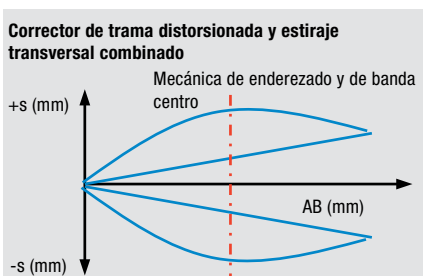 Corrector de trama distorsionada y estiraje
transversal combinado
Mecánica de enderezado y de banda
centro
+s (mm)
AB (mm)
-s (mm)